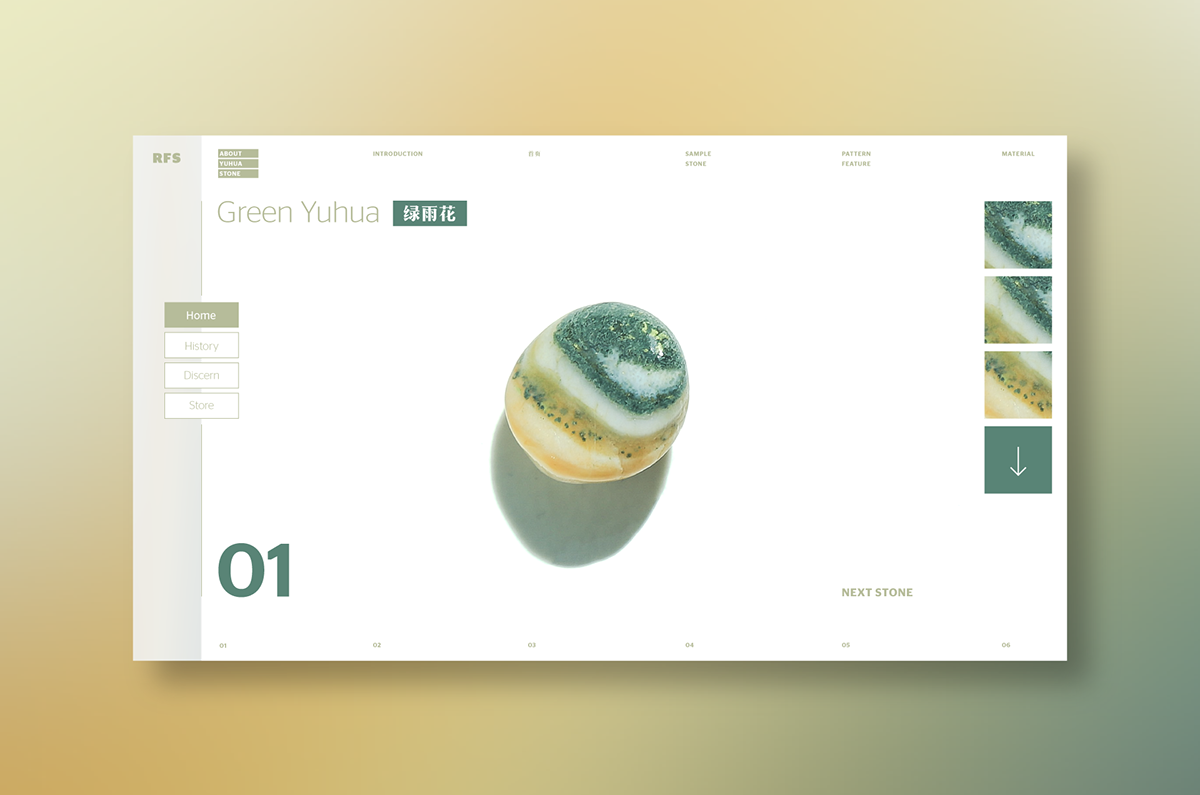 RFS
ABOUT
YUHUA
STONE
INTRODUCTION
SAMPLE
STONE
PATTERN
FEATURE
MATERIAL
Green Yuhua 绿雨花
Home
History
Discern
Store
01
NEXT STONE
01 02 03 04 05 06